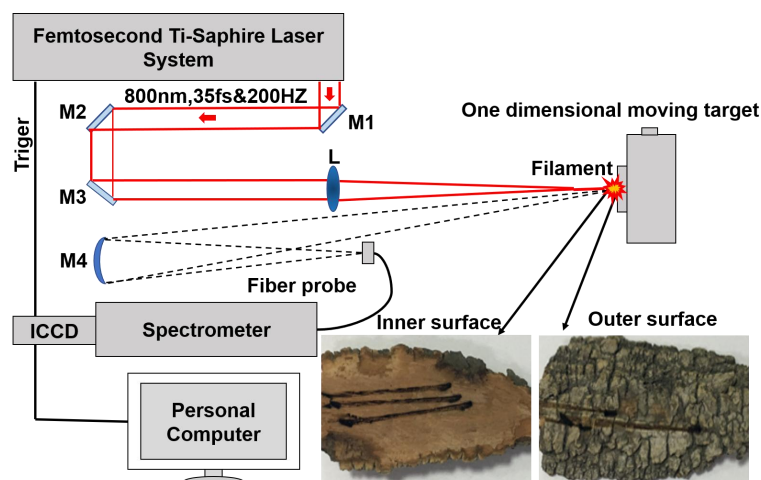 Femtosecond Ti-Saphire Laser
System
800nm,35fs&200HZ
M2
M1
One dimensional moving target
Triger
L
Filament
M3
M4
Fiber probe
ICCD
Spectrometer
Inner surface
Outer surface
Personal
Computer